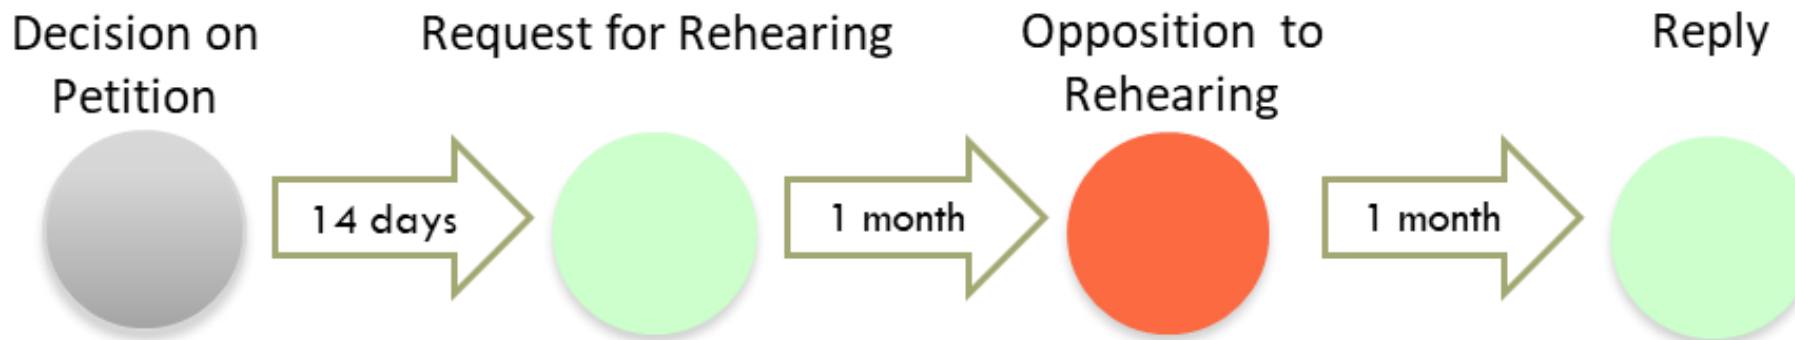 Decision on
Petition
Request for Rehearing
Opposition to
Rehearing
Reply
14 days
1 month
1 month